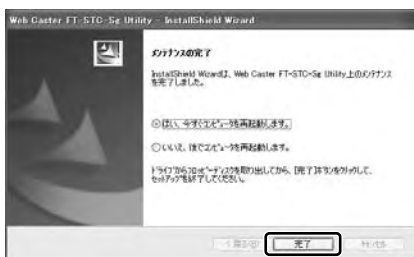 Web Caster FT-STC-Sg Utility - InstallShield Wizard
メンテナンスの完了
InstallShield Wizardは、Web Caster FT-STC-Sg Utility上のメンテナンス
を完了しました。
はい、今すぐコンピュータを再起動します。
いいえ、後でコンピュータを再起動します。
ドライブからフロッピーディスクを取り出してから、[完了]ボタンをクリックして、
セットアップを終了してください。
< 戻る(B)
完了
キャンセル